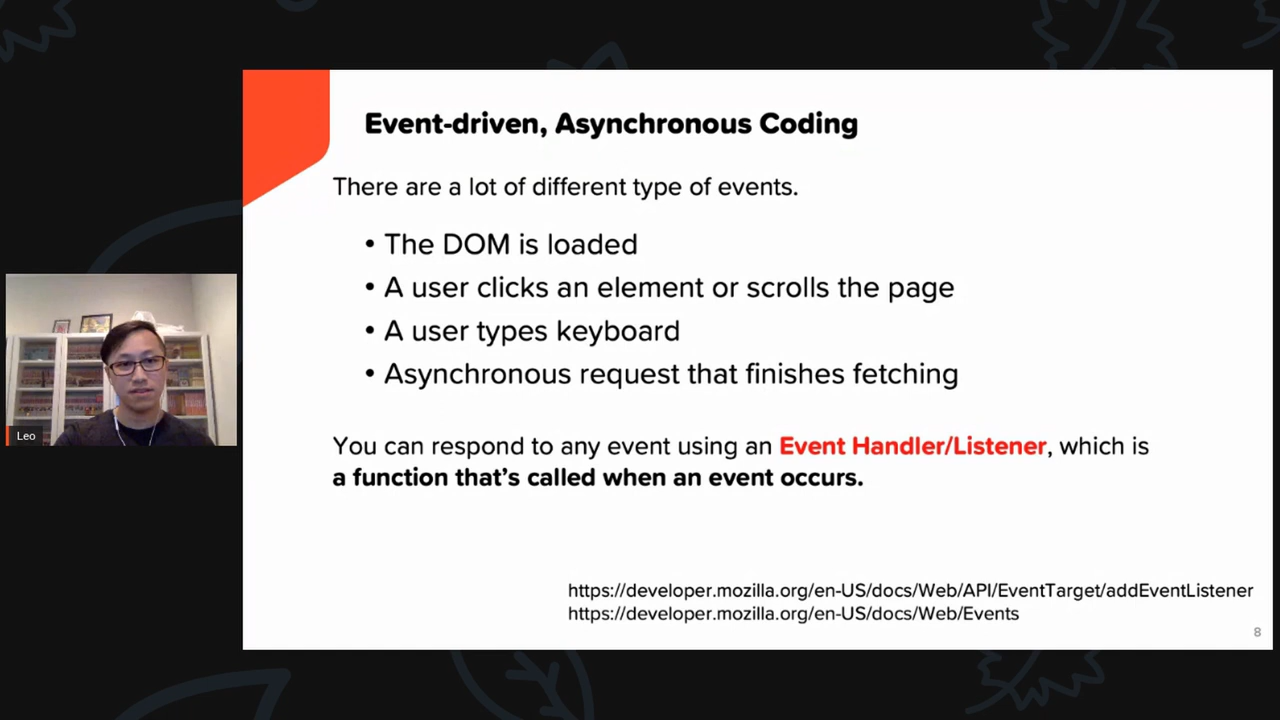 Event-driven, Asynchronous Coding
There are a lot of different type of events.
• The DOM is loaded
• A user clicks an element or scrolls the page
• A user types keyboard
• Asynchronous request that finishes fetching
You can respond to any event using an Event Handler/Listener, which is
a function that’s called when an event occurs.
https://developer.mozilla.org/en-US/docs/Web/API/EventTarget/addEventListener
https://developer.mozilla.org/en-US/docs/Web/Events
8
Leo